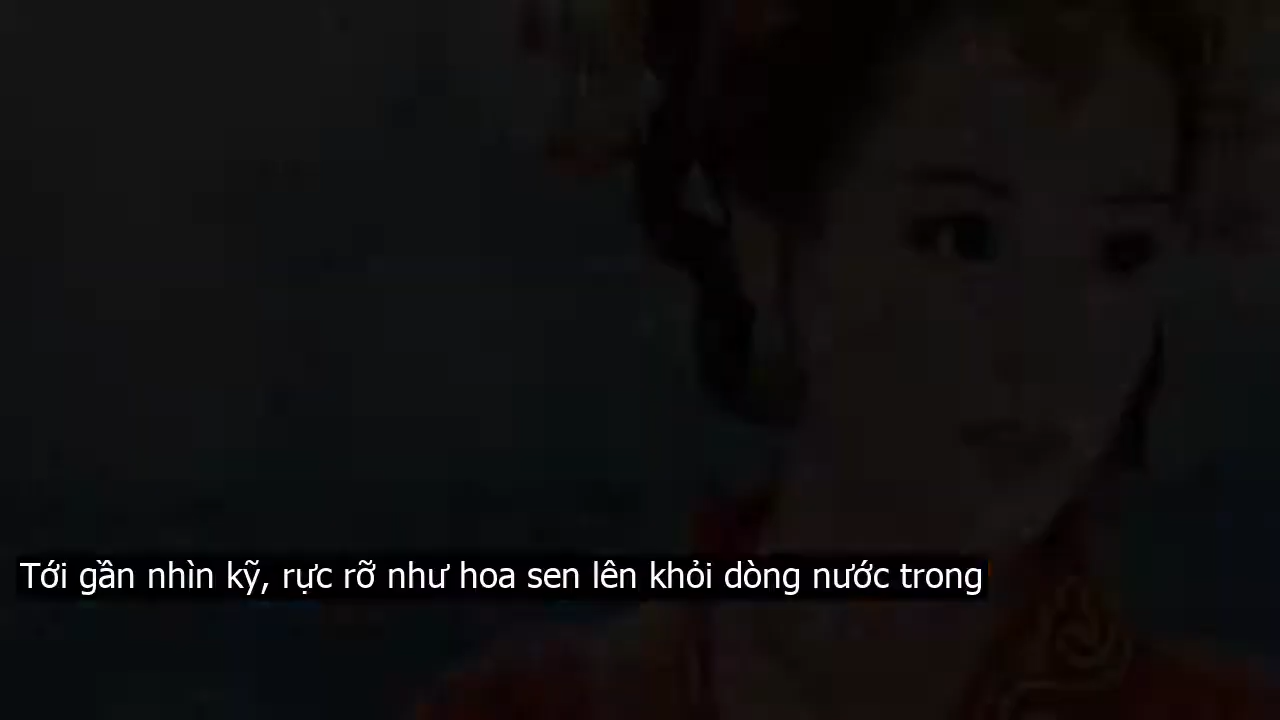 Tới gần nhìn kỹ, rực rỡ như hoa sen lên khỏi dòng nước trong